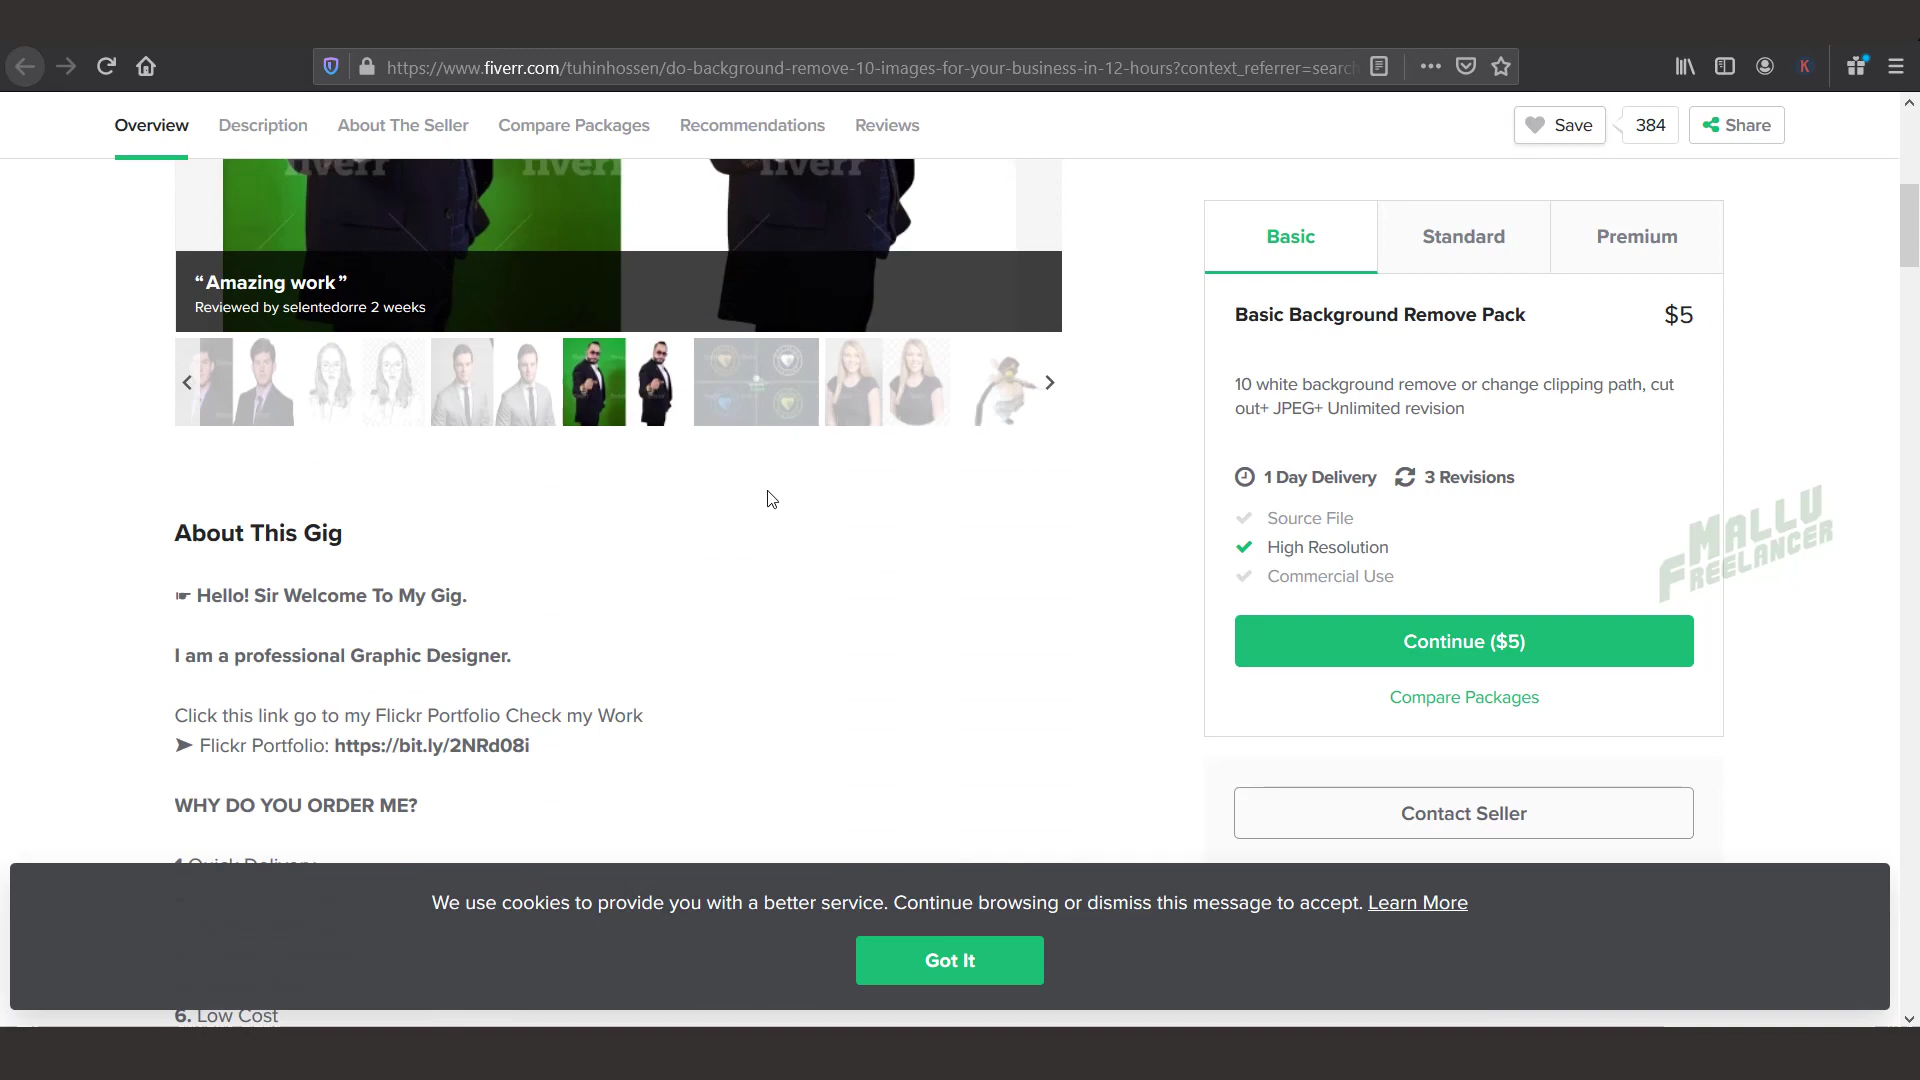 https://www.fiverr.com/tuhinhossen/do-background-remove-10-images-for-your-business-in-12-hours?context_referrer=search
K
Overview
Description
About The Seller
Compare Packages
Recommendations
Reviews
Save
384
Share
fiverr
fiverr
fiverr
“Amazing work”
Reviewed by selentedorre 2 weeks
Basic
Standard
Premium
Basic Background Remove Pack
$5
10 white background remove or change clipping path, cut
out+ JPEG+ Unlimited revision
1 Day Delivery
3 Revisions
Source File
High Resolution
Commercial Use
MALLU
FREELANCER
Continue ($5)
Compare Packages
Contact Seller
About This Gig
☛ Hello! Sir Welcome To My Gig.
I am a professional Graphic Designer.
Click this link go to my Flickr Portfolio Check my Work
➤ Flickr Portfolio: https://bit.ly/2NRd08i
WHY DO YOU ORDER ME?
1.Quick Delivery
We use cookies to provide you with a better service. Continue browsing or dismiss this message to accept. Learn More
Got It
6. Low Cost